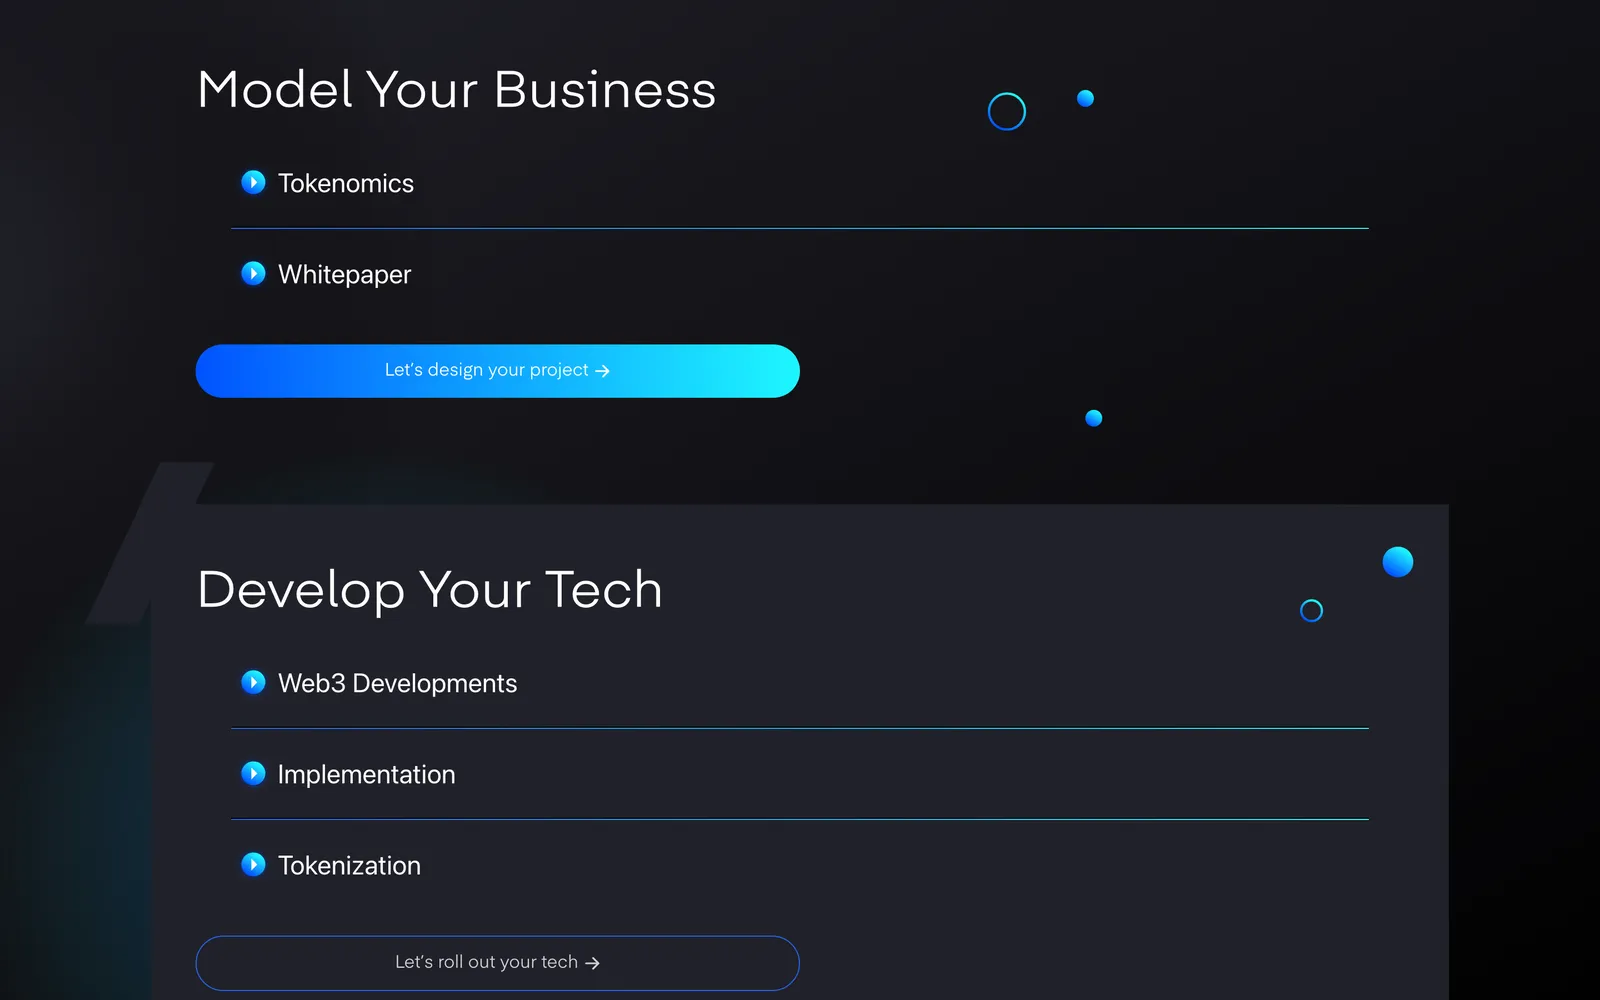 Model Your Business
Tokenomics
Whitepaper
Let's design your project →
Develop Your Tech
Web3 Developments
Implementation
Tokenization
Let's roll out your tech →